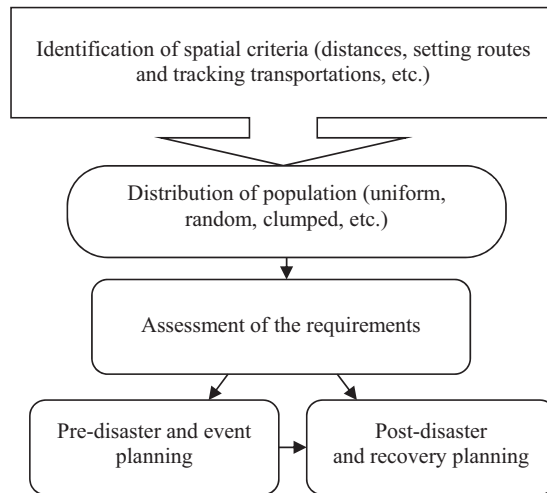 Identification of spatial criteria (distances, setting routes
and tracking transportations, etc.)
Distribution of population (uniform,
random, clumped, etc.)
Assessment of the requirements
Pre-disaster and event
planning
Post-disaster
and recovery planning